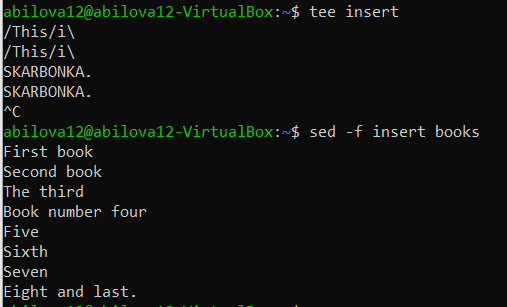 abilova12@abilova12-VirtualBox:~$ tee insert
/This/i\
/This/i\
SKARBONKA.
SKARBONKA.
^C
abilova12@abilova12-VirtualBox:~$ sed -f insert books
First book
Second book
The third
Book number four
Five
Sixth
Seven
Eight and last.